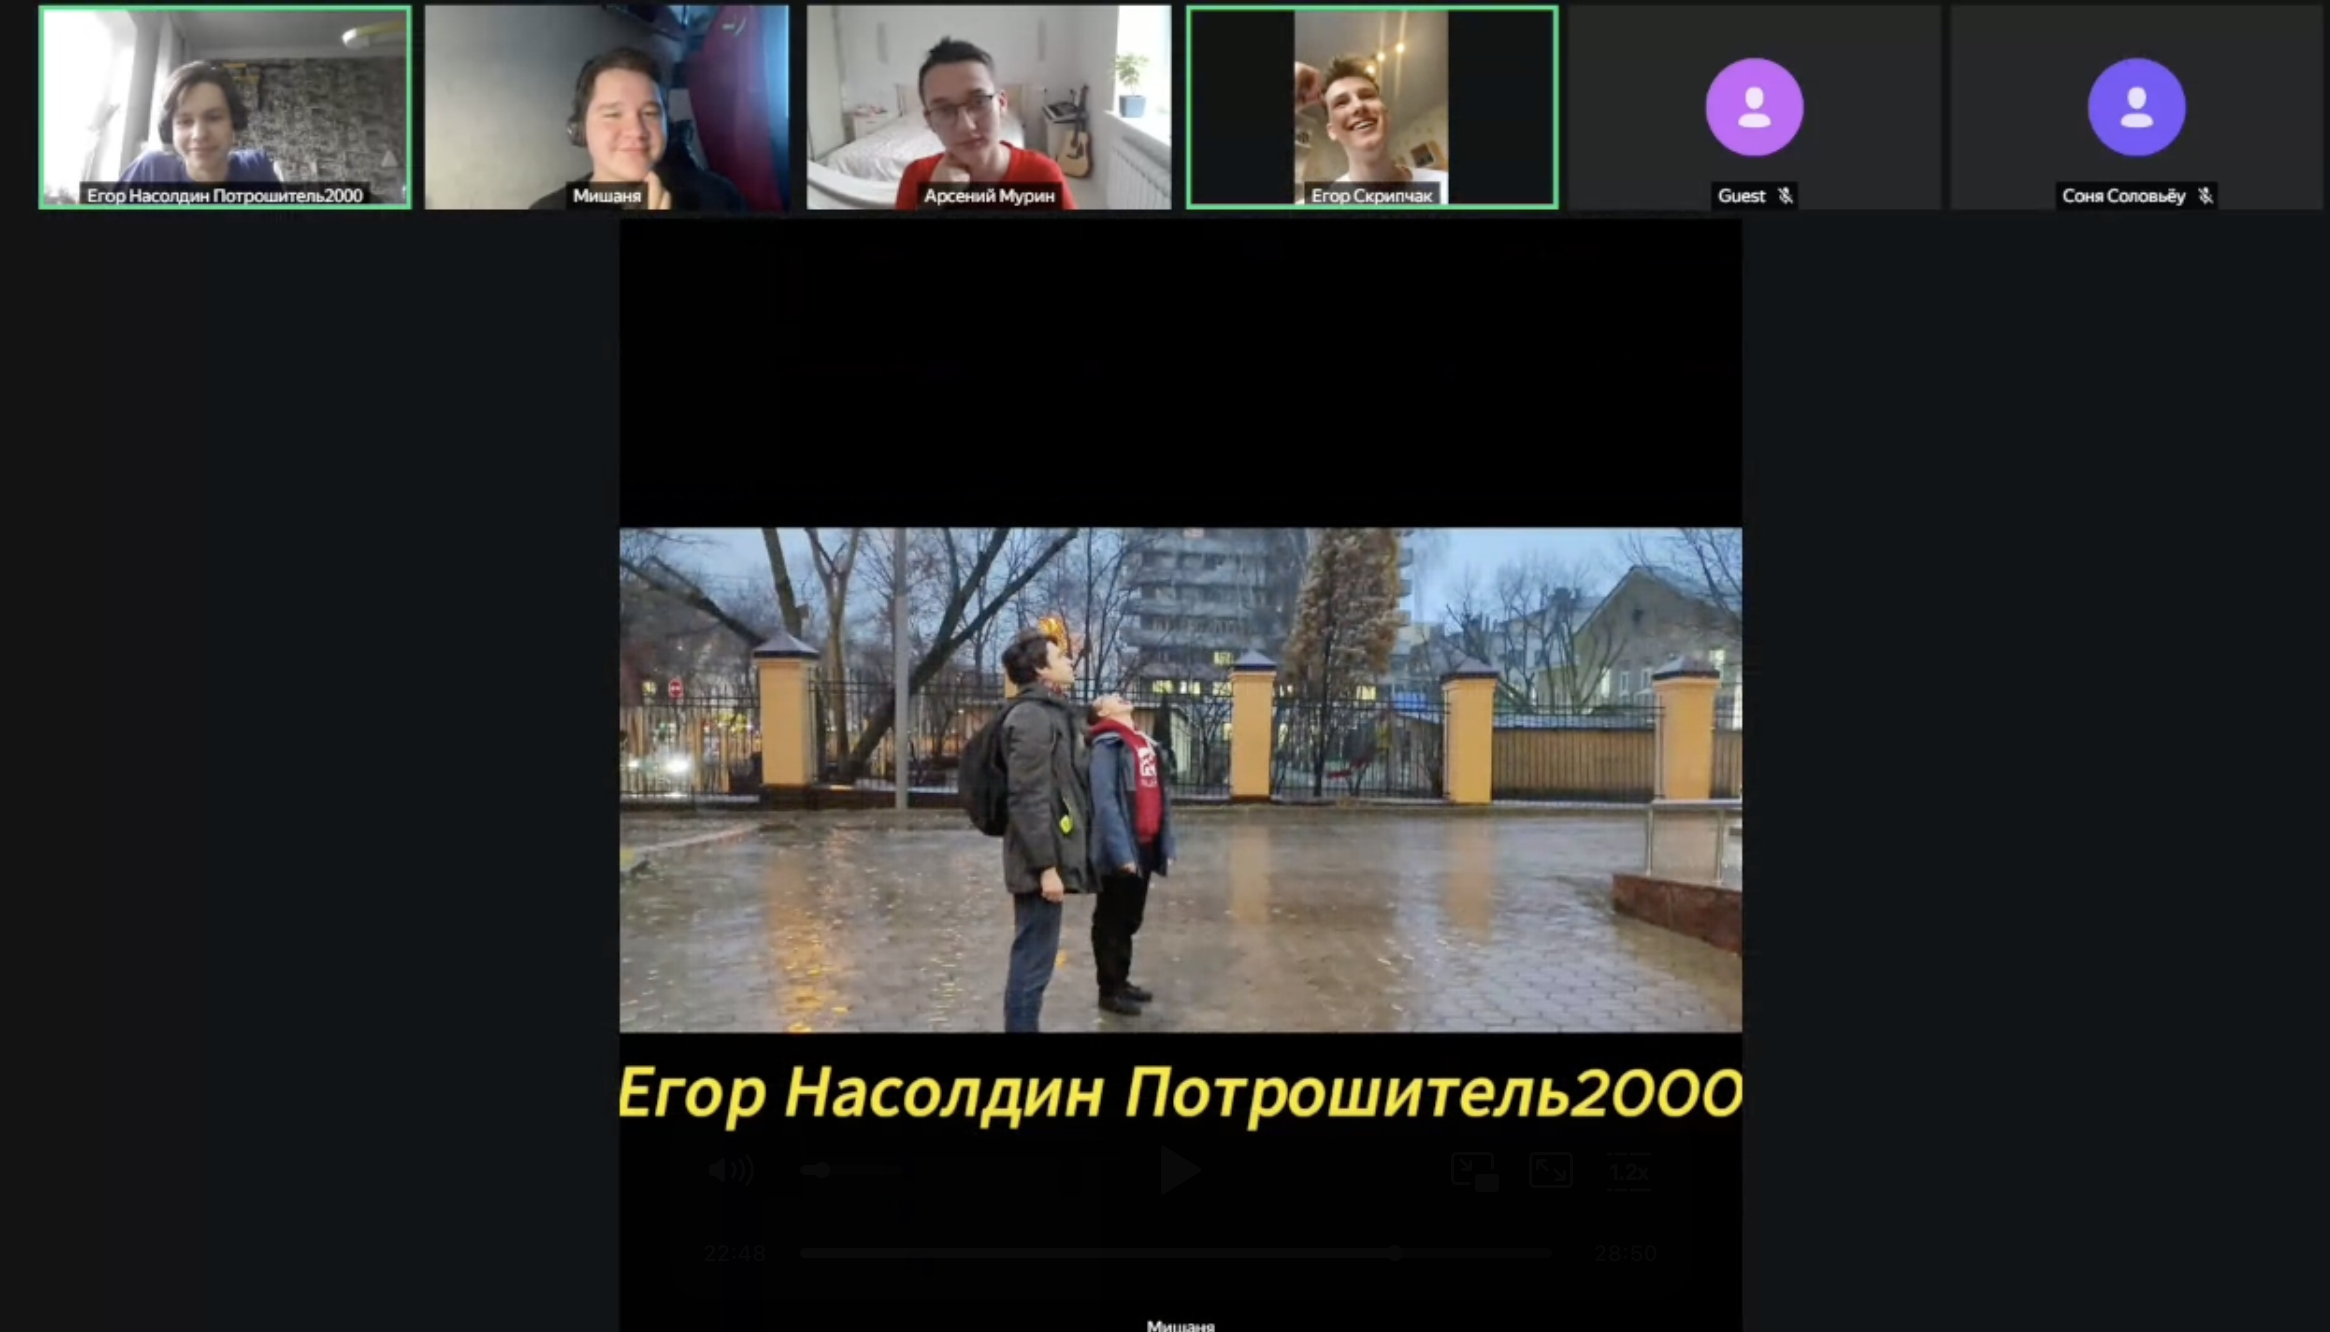 Егор Насолдин Потрошитель2000
Мишаня
Арсений Мурин
Егор Скрипчак
Guest
Соня Соловьёу
Егор Насолдин Потрошитель2000
1.2x
22:48
28:50
Мишаня